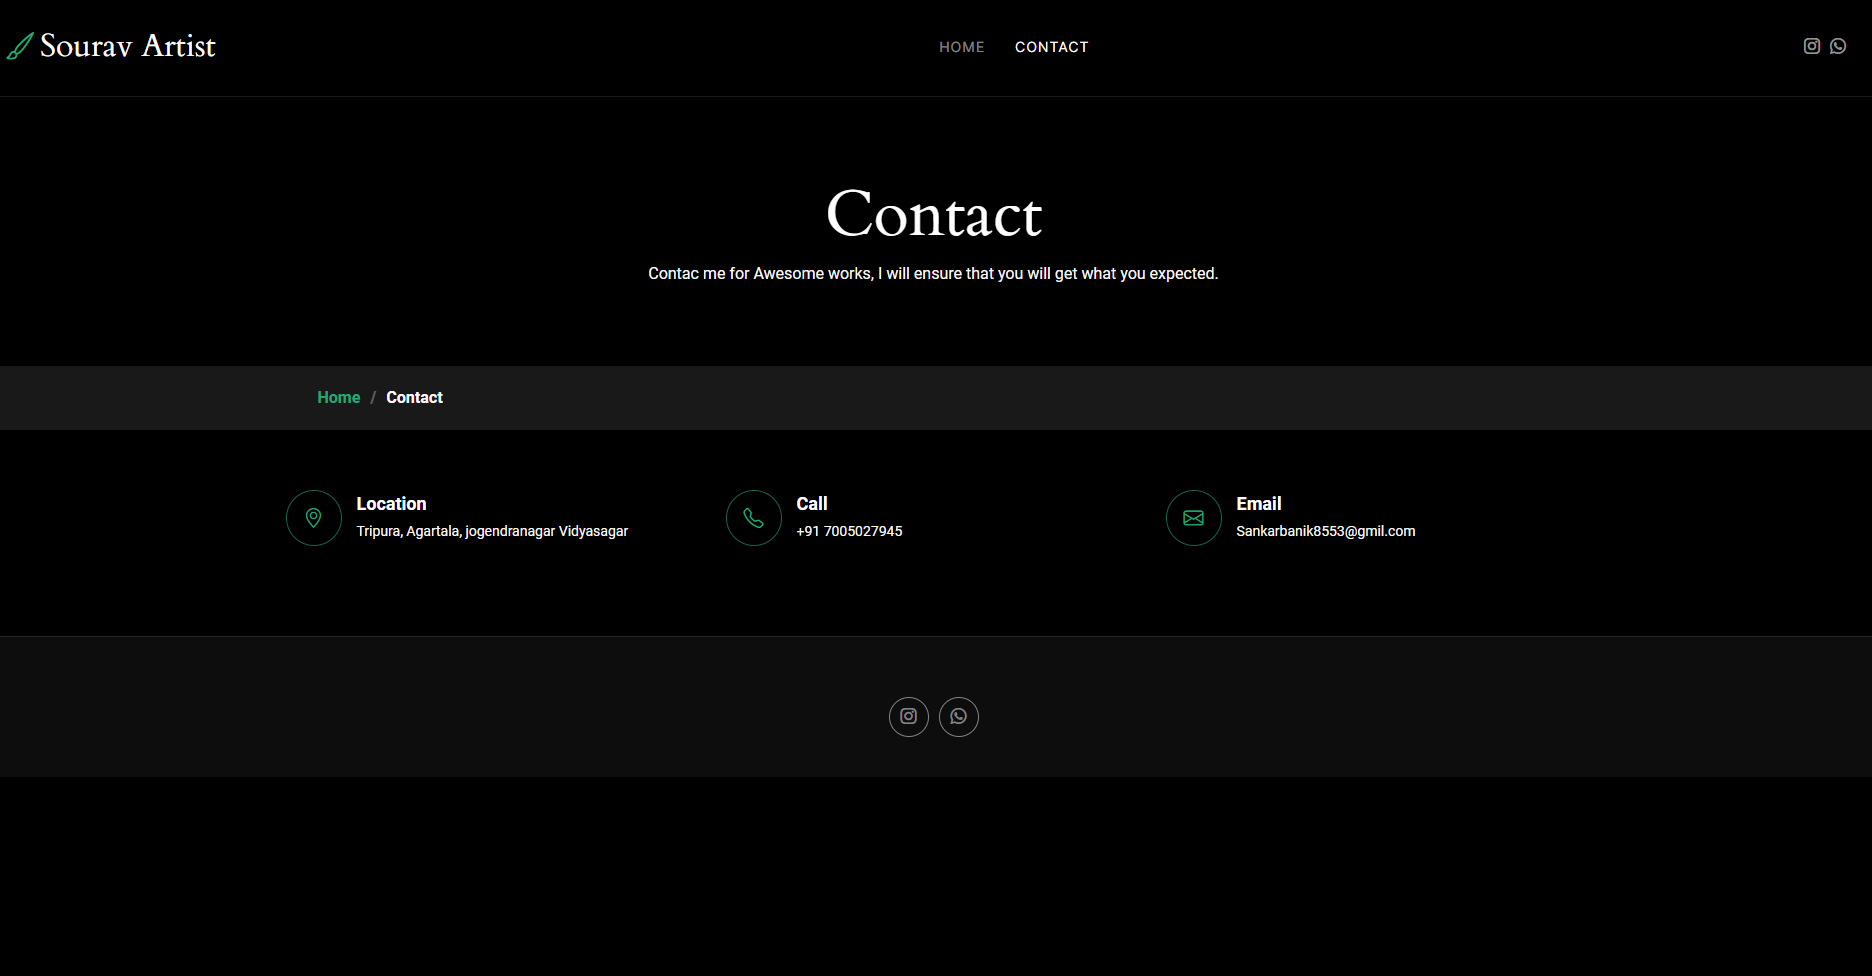 Sourav Artist
HOME CONTACT
Contact
Contac me for Awesome works, I will ensure that you will get what you expected.
Home / Contact
Location
Tripura, Agartala, jogendranagar Vidyasagar
Call
+91 7005027945
Email
Sankarbanik8553@gmil.com